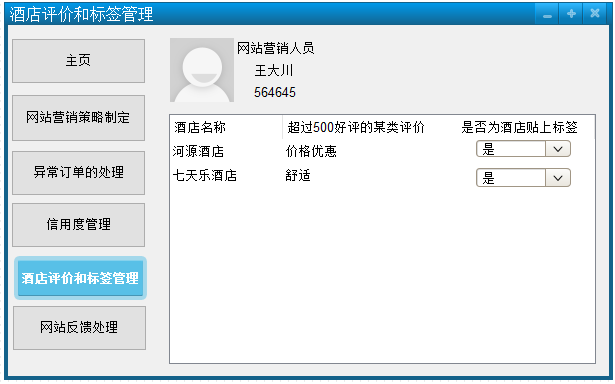 酒店评价和标签管理
主页
网站营销策略制定
异常订单的处理
信用度管理
酒店评价和标签管理
网站反馈处理
网站营销人员
王大川
564645
酒店名称 超过500好评的某类评价 是否为酒店贴上标签
河源酒店 价格优惠 是
七天乐酒店 舒适 是